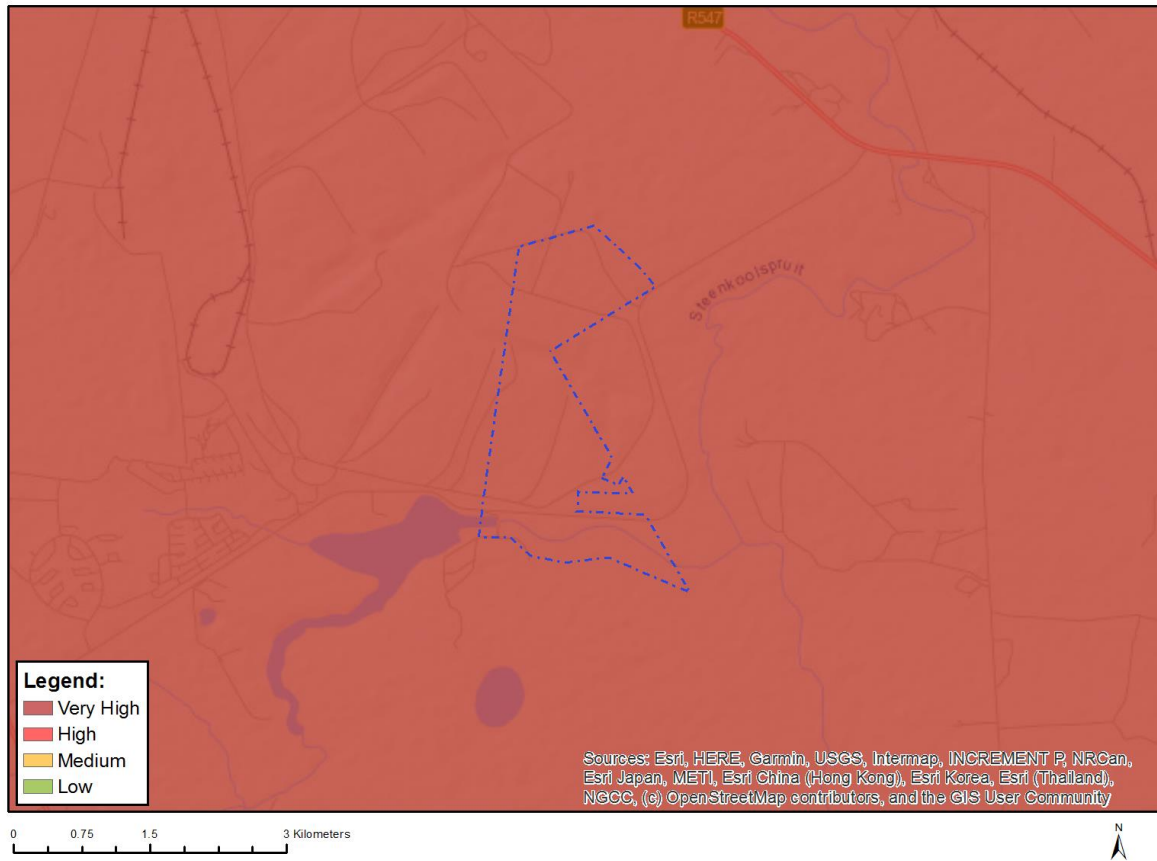 R547
Steenkoolspruit
Legend:
Very High
High
Medium
Low
Sources: Esri, HERE, Garmin, USGS, Intermap, INCREMENT P, NRCan,
Esri Japan, METI, Esri China (Hong Kong), Esri Korea, Esri (Thailand),
NGCC, (c) OpenStreetMap contributors, and the GIS User Community
0 0.75 1.5 3 Kilometers
N